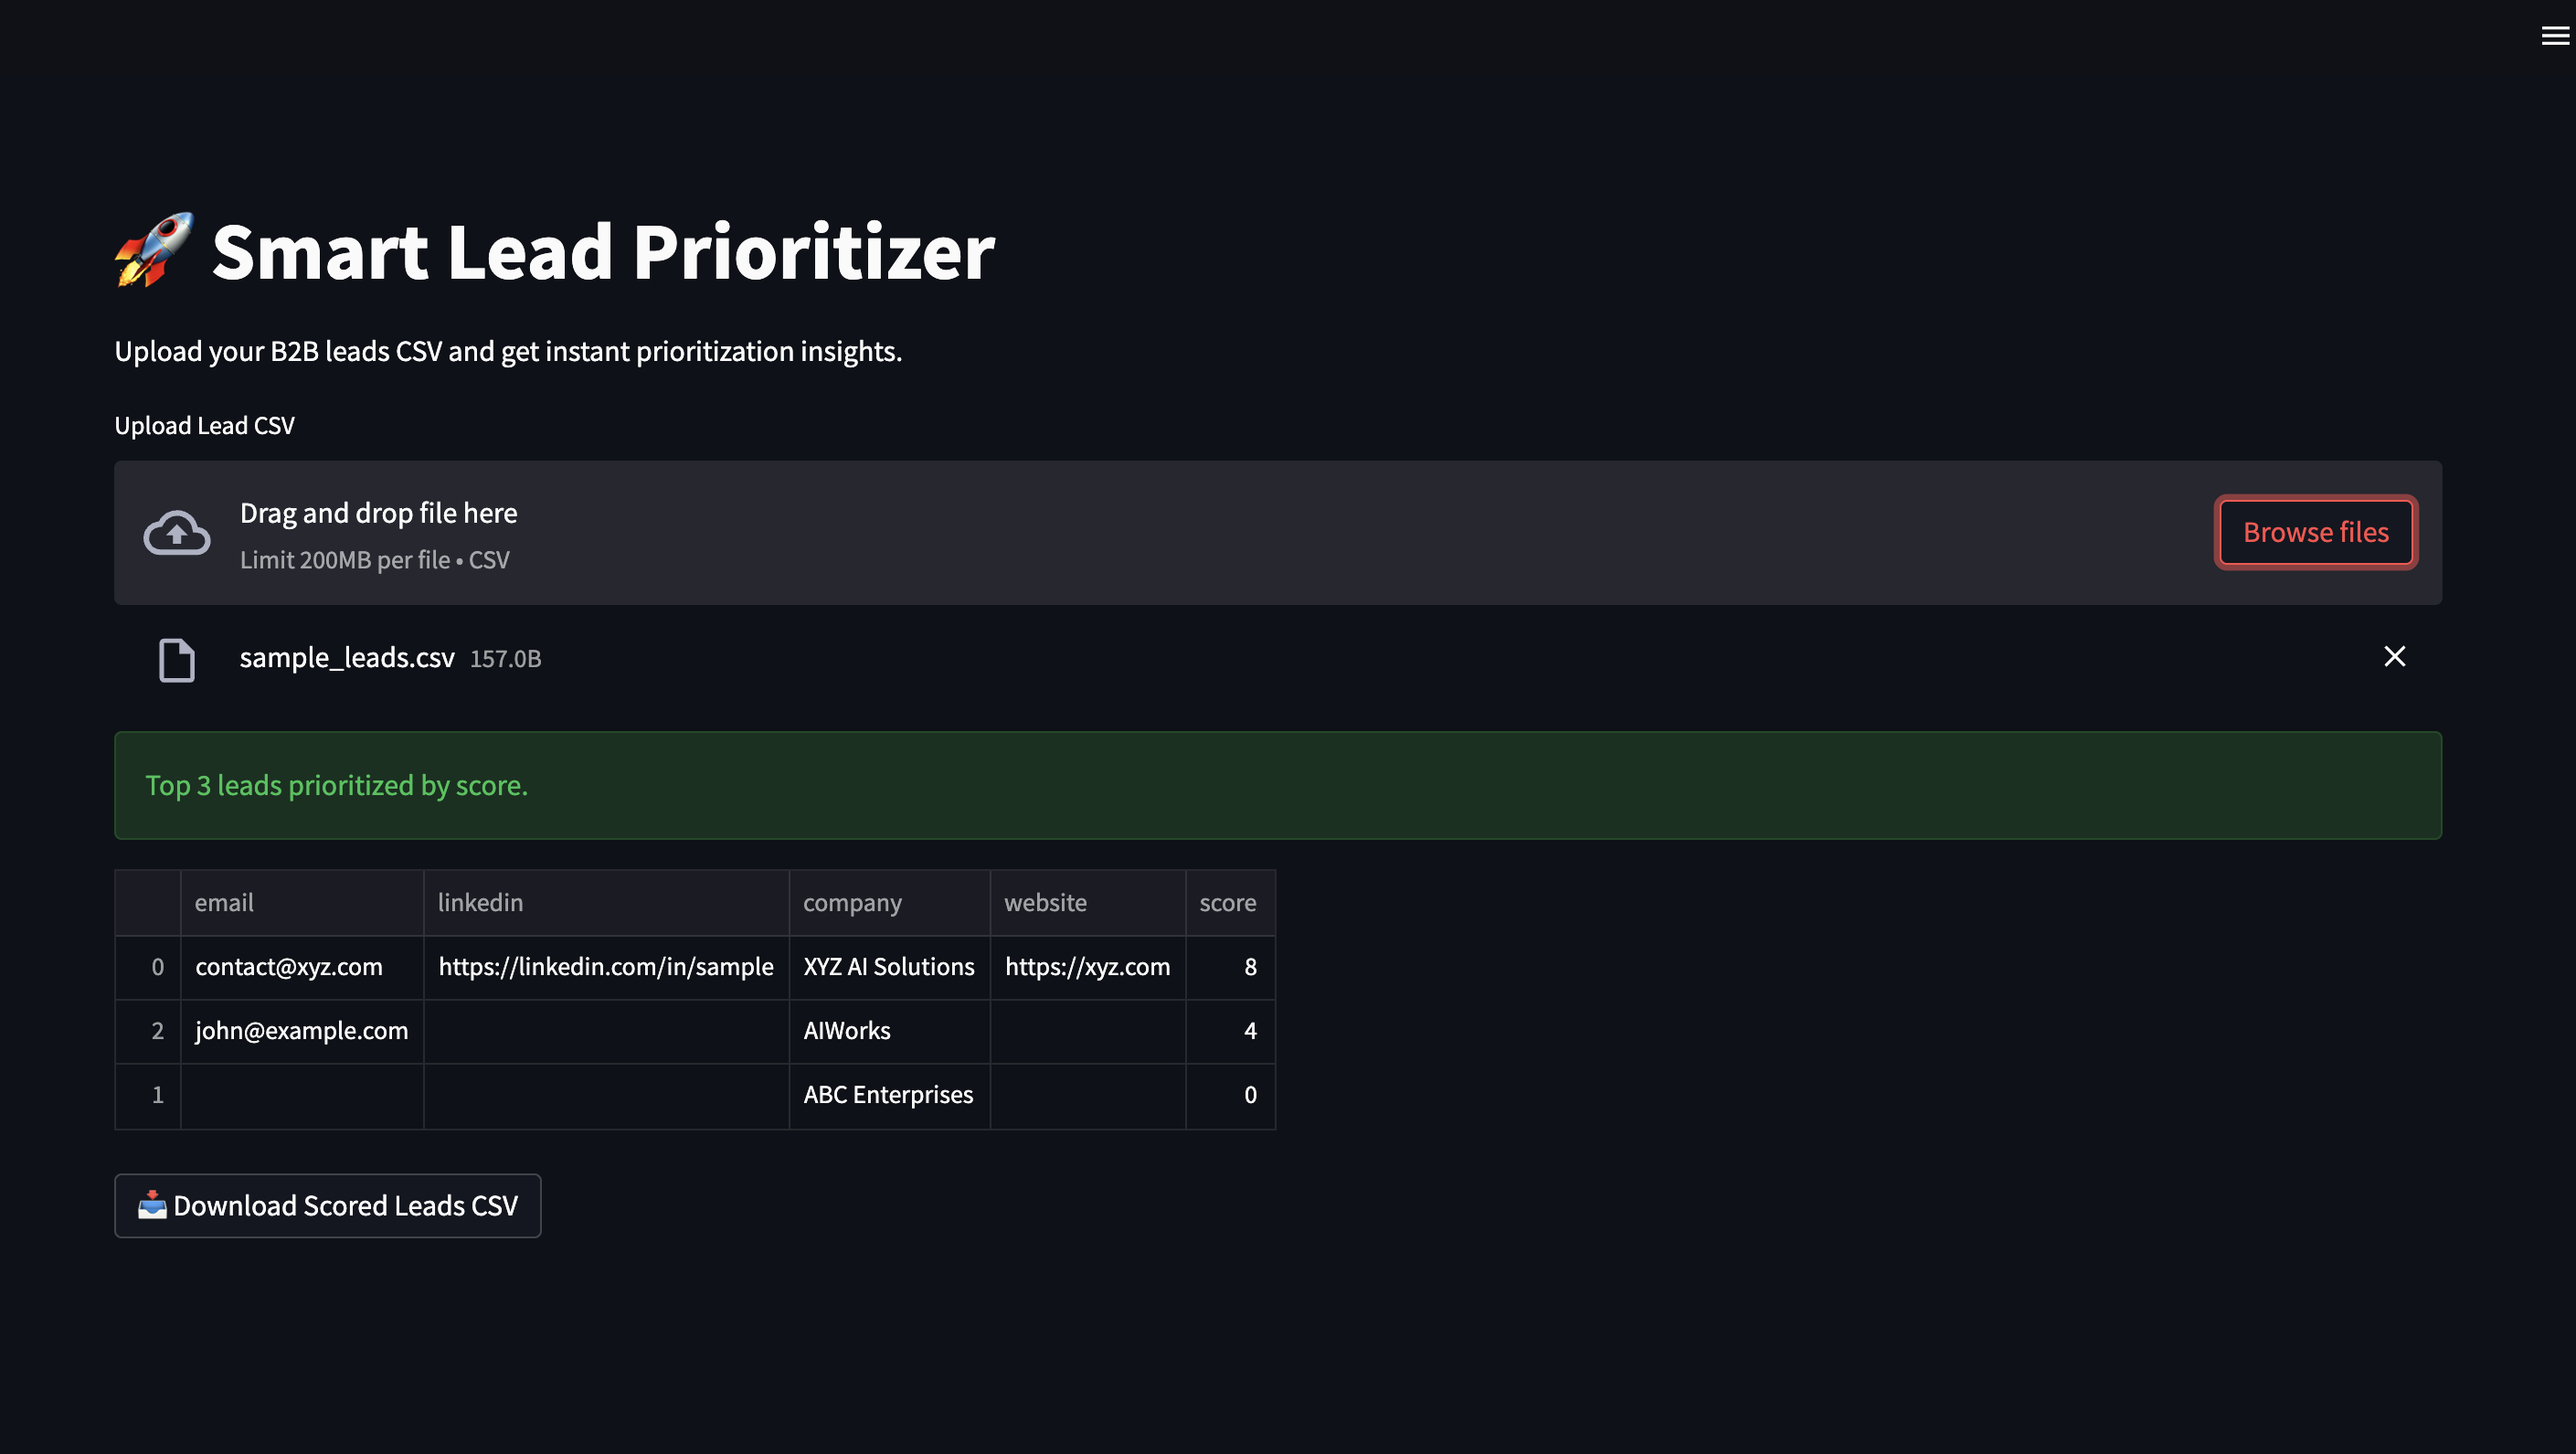 🚀 Smart Lead Prioritizer
Upload your B2B leads CSV and get instant prioritization insights.
Upload Lead CSV
Drag and drop file here
Limit 200MB per file • CSV
Browse files
sample_leads.csv 157.0B
Top 3 leads prioritized by score.
email linkedin company website score
0 contact@xyz.com https://linkedin.com/in/sample XYZ AI Solutions https://xyz.com 8
2 john@example.com AIWorks 4
1 ABC Enterprises 0
📥 Download Scored Leads CSV